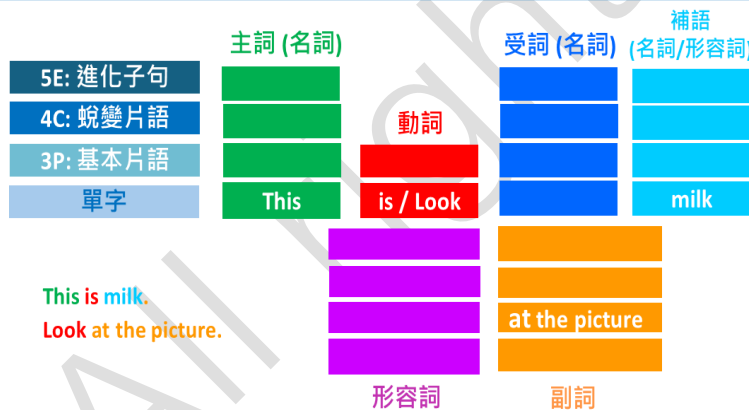 補語
主詞 (名詞)
受詞 (名詞)
(名詞/形容詞)
5E: 進化子句
4C: 蛻變片語
動詞
3P: 基本片語
單字
This
is / Look
milk
This is milk.
Look at the picture.
at the picture
形容詞
副詞
All right